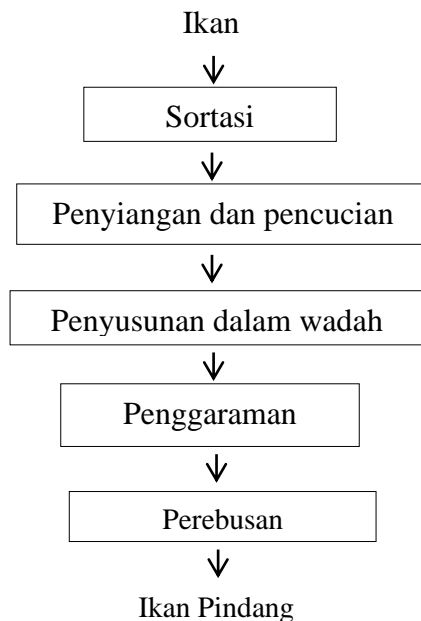 Ikan
Sortasi
Penyiangan dan pencucian
Penyusunan dalam wadah
Penggaraman
Perebusan
Ikan Pindang